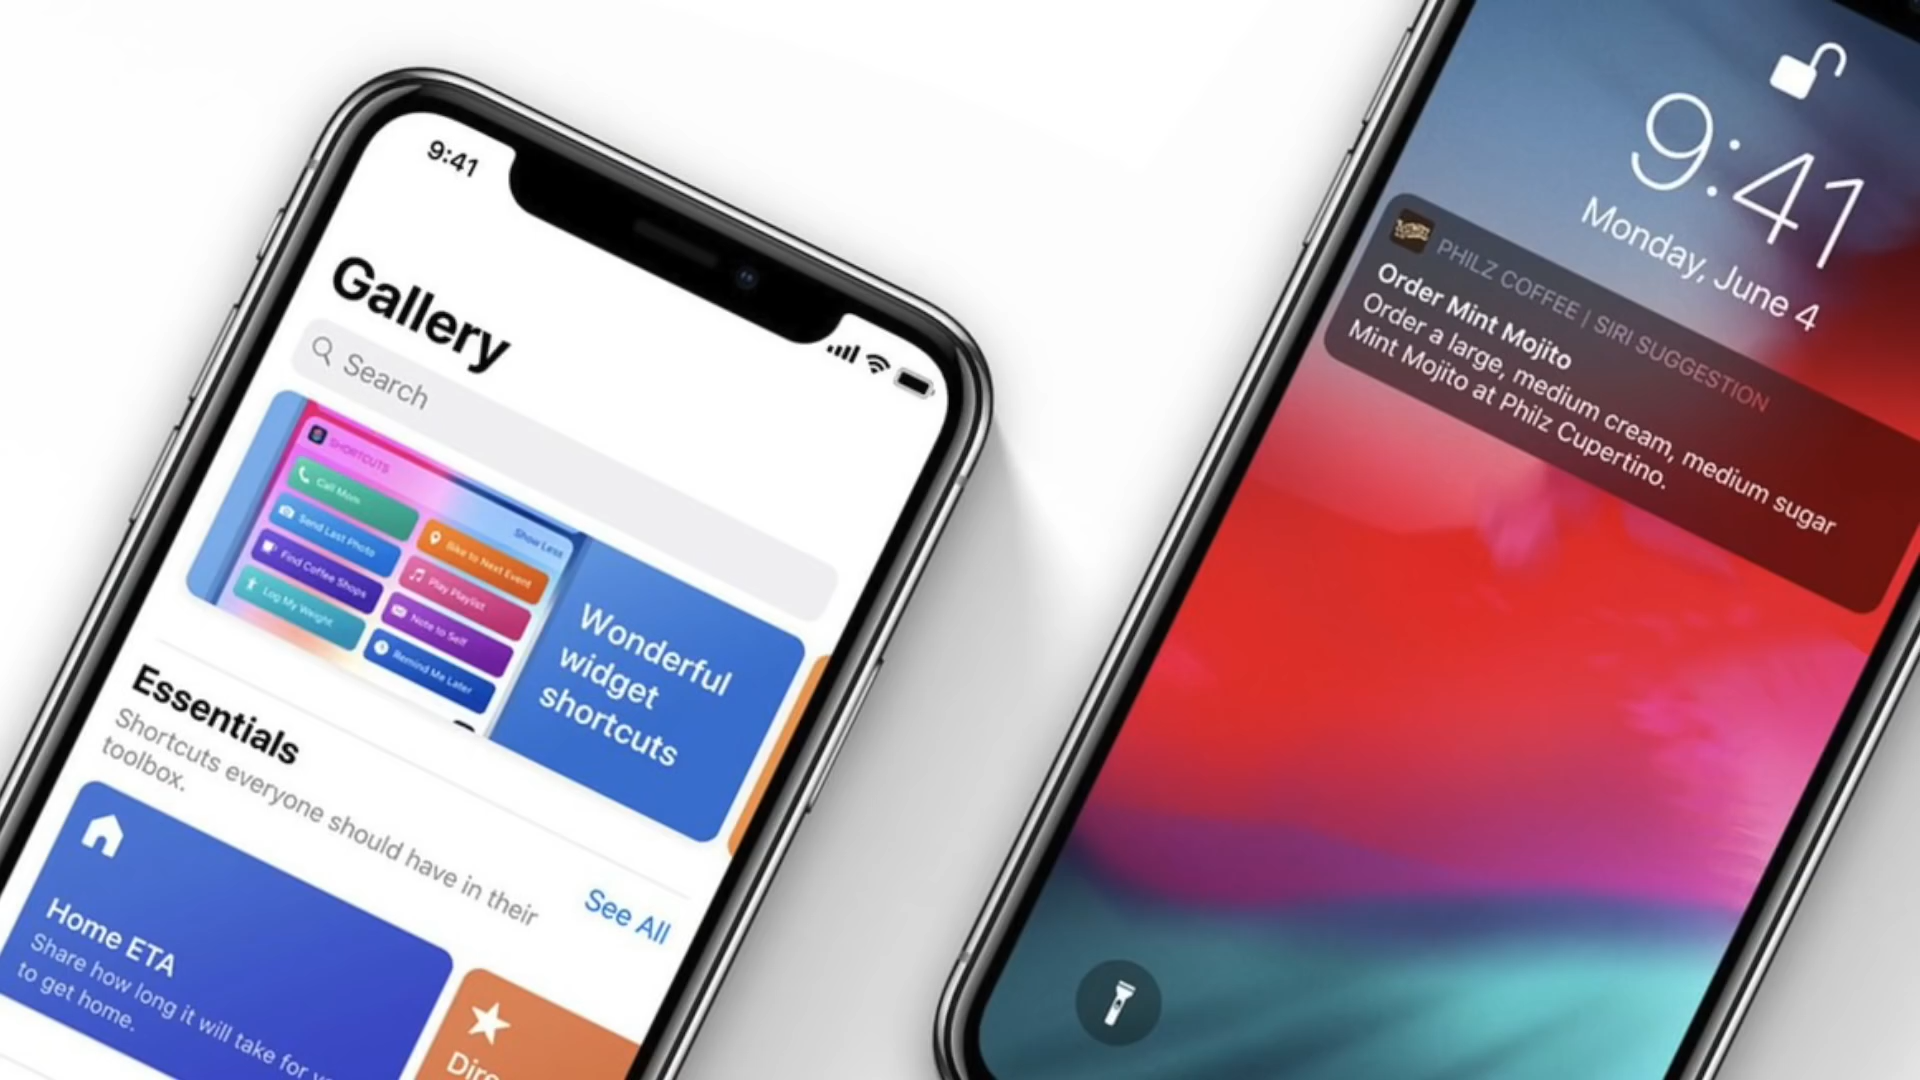 9:41
Gallery
Search
SHORTCUTS
Show Less
Call Mom
Bike to Next Event
Send Last Photo
Play Playlist
Find Coffee Shops
Note to Self
Log My Weight
Remind Me Later
Wonderful
widget
shortcuts
Essentials
Shortcuts everyone should have in their
toolbox.
See All
Home ETA
Share how long it will take for
to get home.
9:41
Monday, June 4
PHILZ COFFEE | SIRI SUGGESTION
Order Mint Mojito
Order a large, medium cream, medium sugar
Mint Mojito at Philz Cupertino.